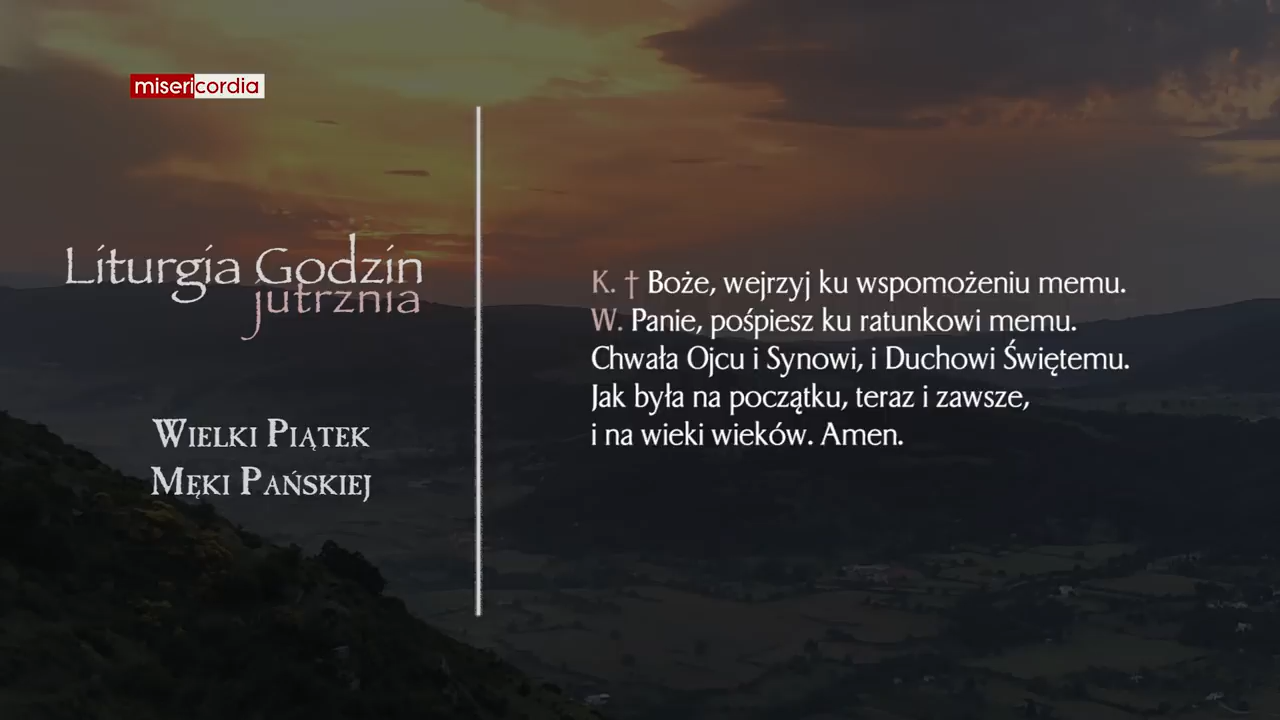 misericordia
Liturgia Godzin
jutrznia
Wielki Piątek
Męki Pańskiej
K. † Boże, wejrzyj ku wspomożeniu memu.
W. Panie, pośpiesz ku ratunkowi memu.
Chwała Ojcu i Synowi, i Duchowi Świętemu.
Jak była na początku, teraz i zawsze,
i na wieki wieków. Amen.